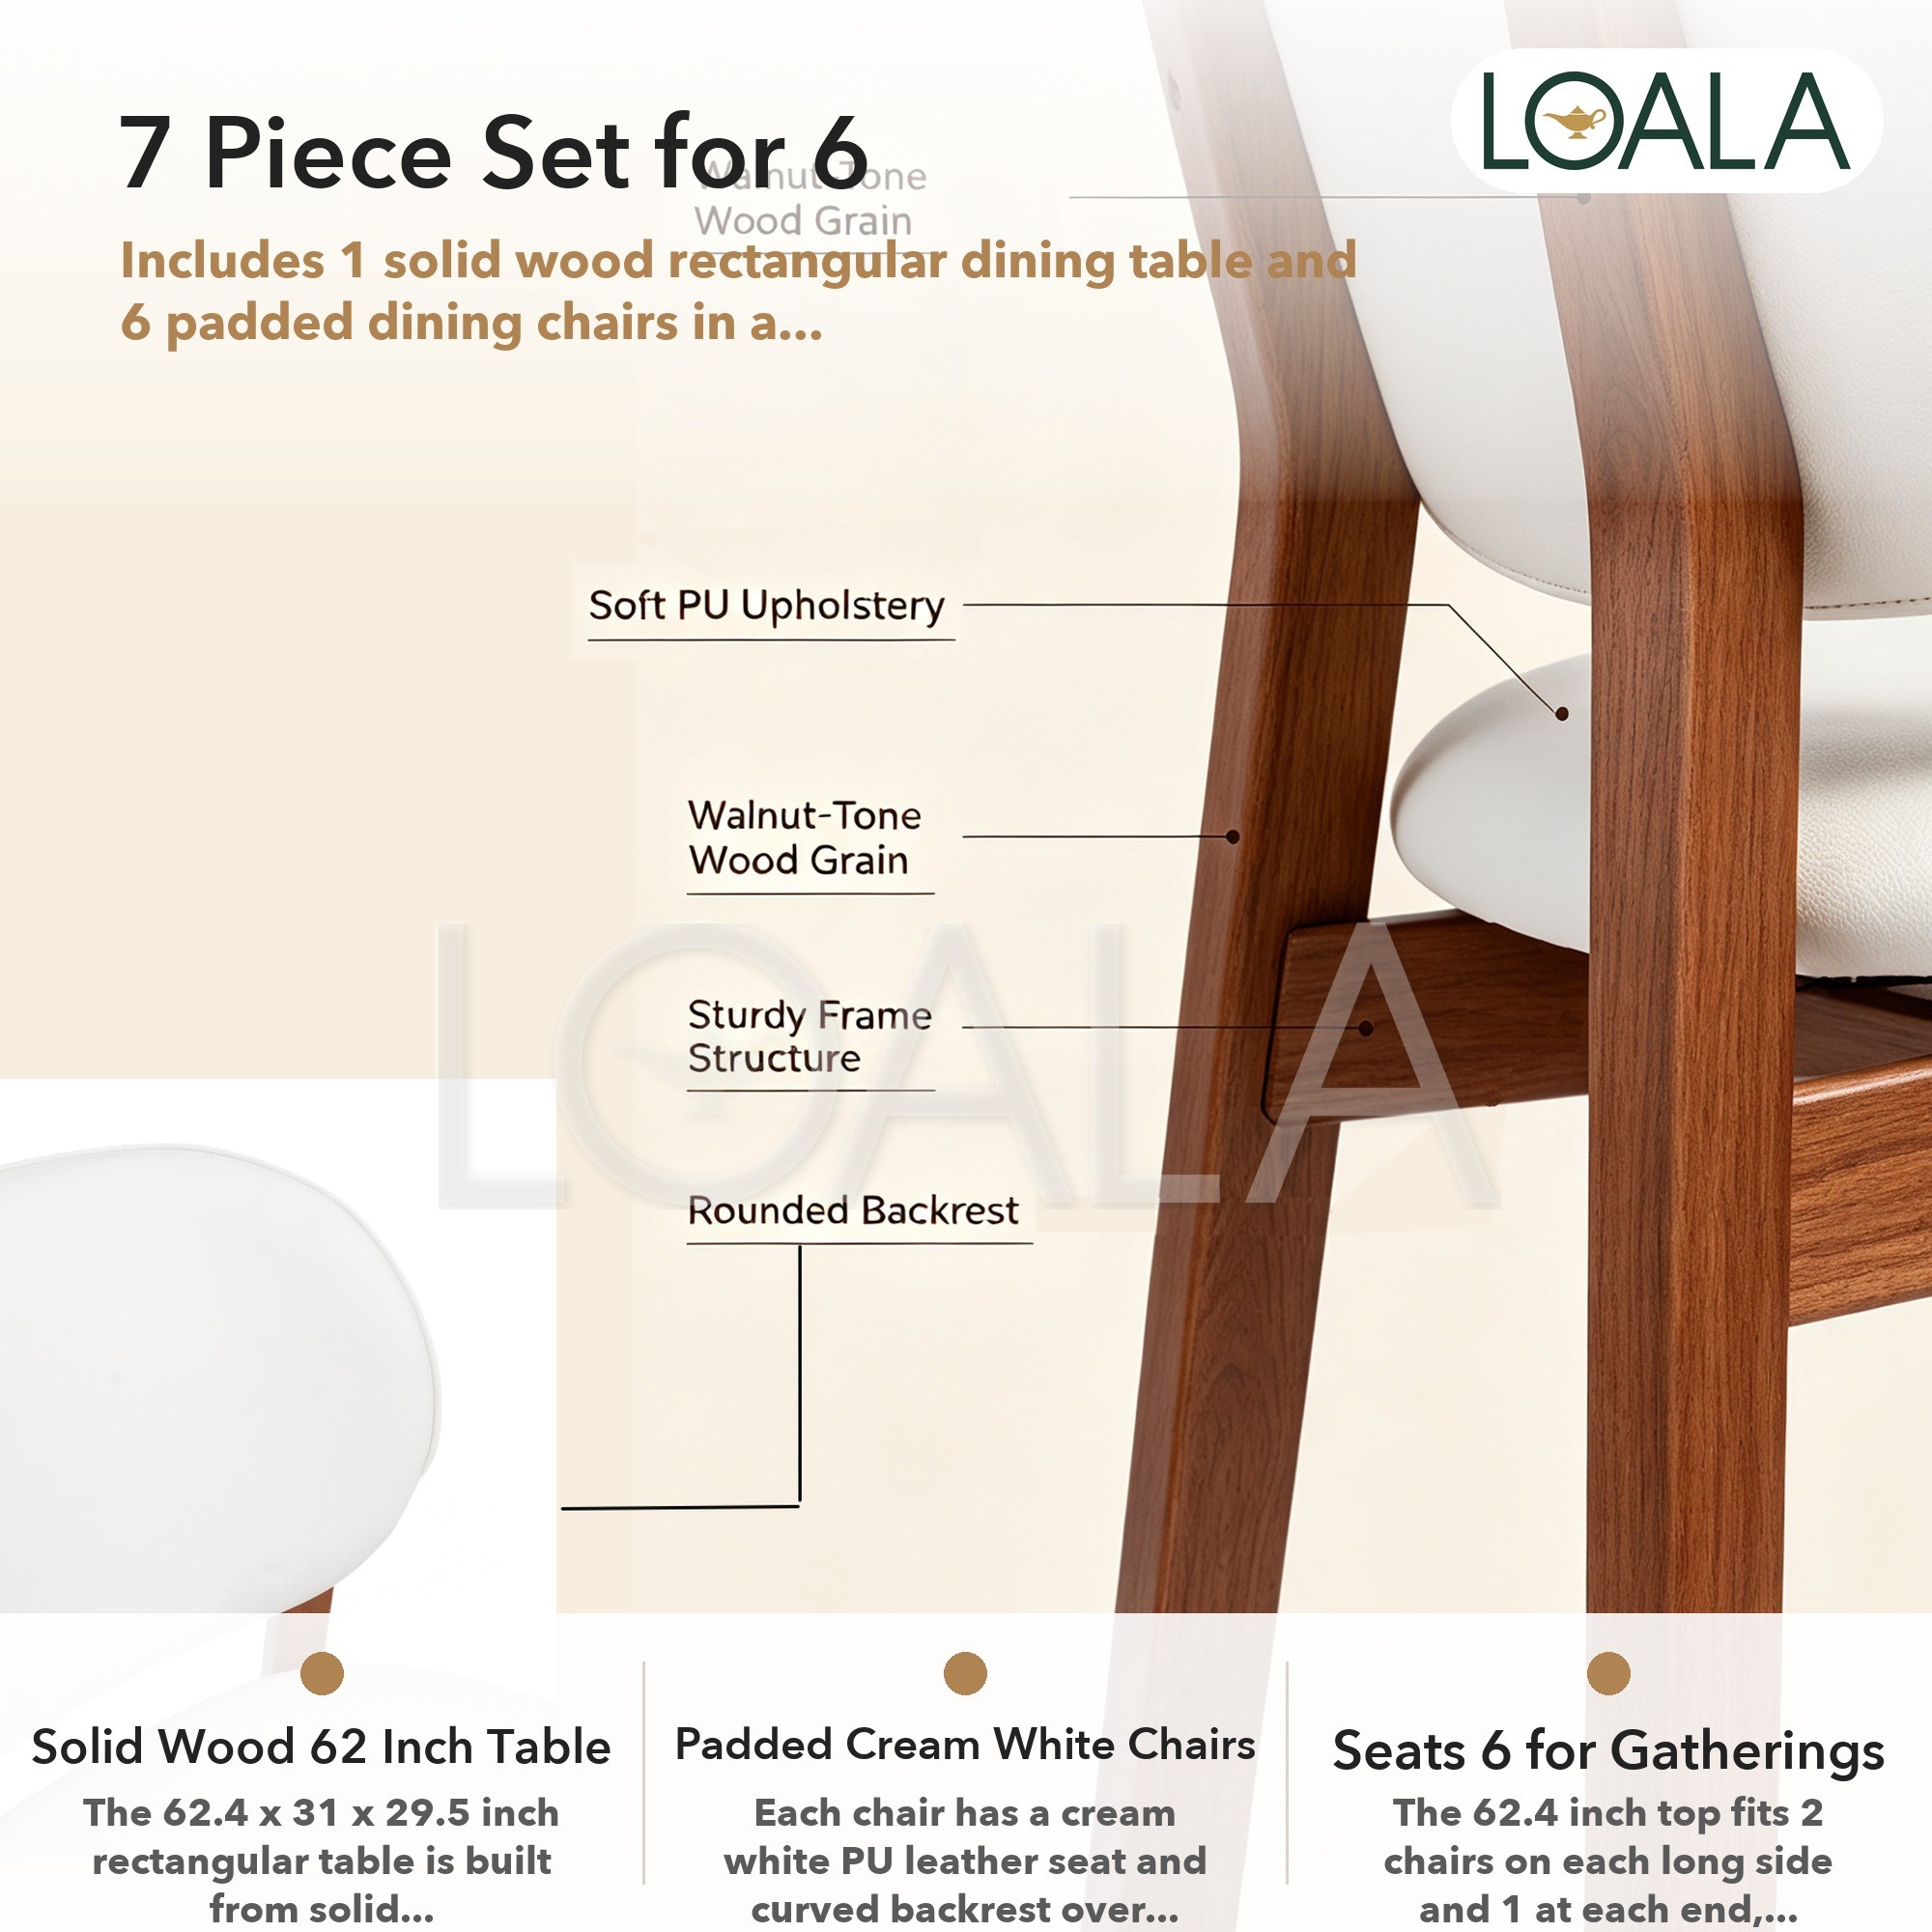 LOALA
7 Piece Set for 6
Walnut-Tone
Wood Grain
Includes 1 solid wood rectangular dining table and
6 padded dining chairs in a...
Soft PU Upholstery
Walnut-Tone
Wood Grain
Sturdy Frame
Structure
LOALA
Rounded Backrest
Solid Wood 62 Inch Table
The 62.4 x 31 x 29.5 inch
rectangular table is built
from solid...
Padded Cream White Chairs
Each chair has a cream
white PU leather seat and
curved backrest over...
Seats 6 for Gatherings
The 62.4 inch top fits 2
chairs on each long side
and 1 at each end,...